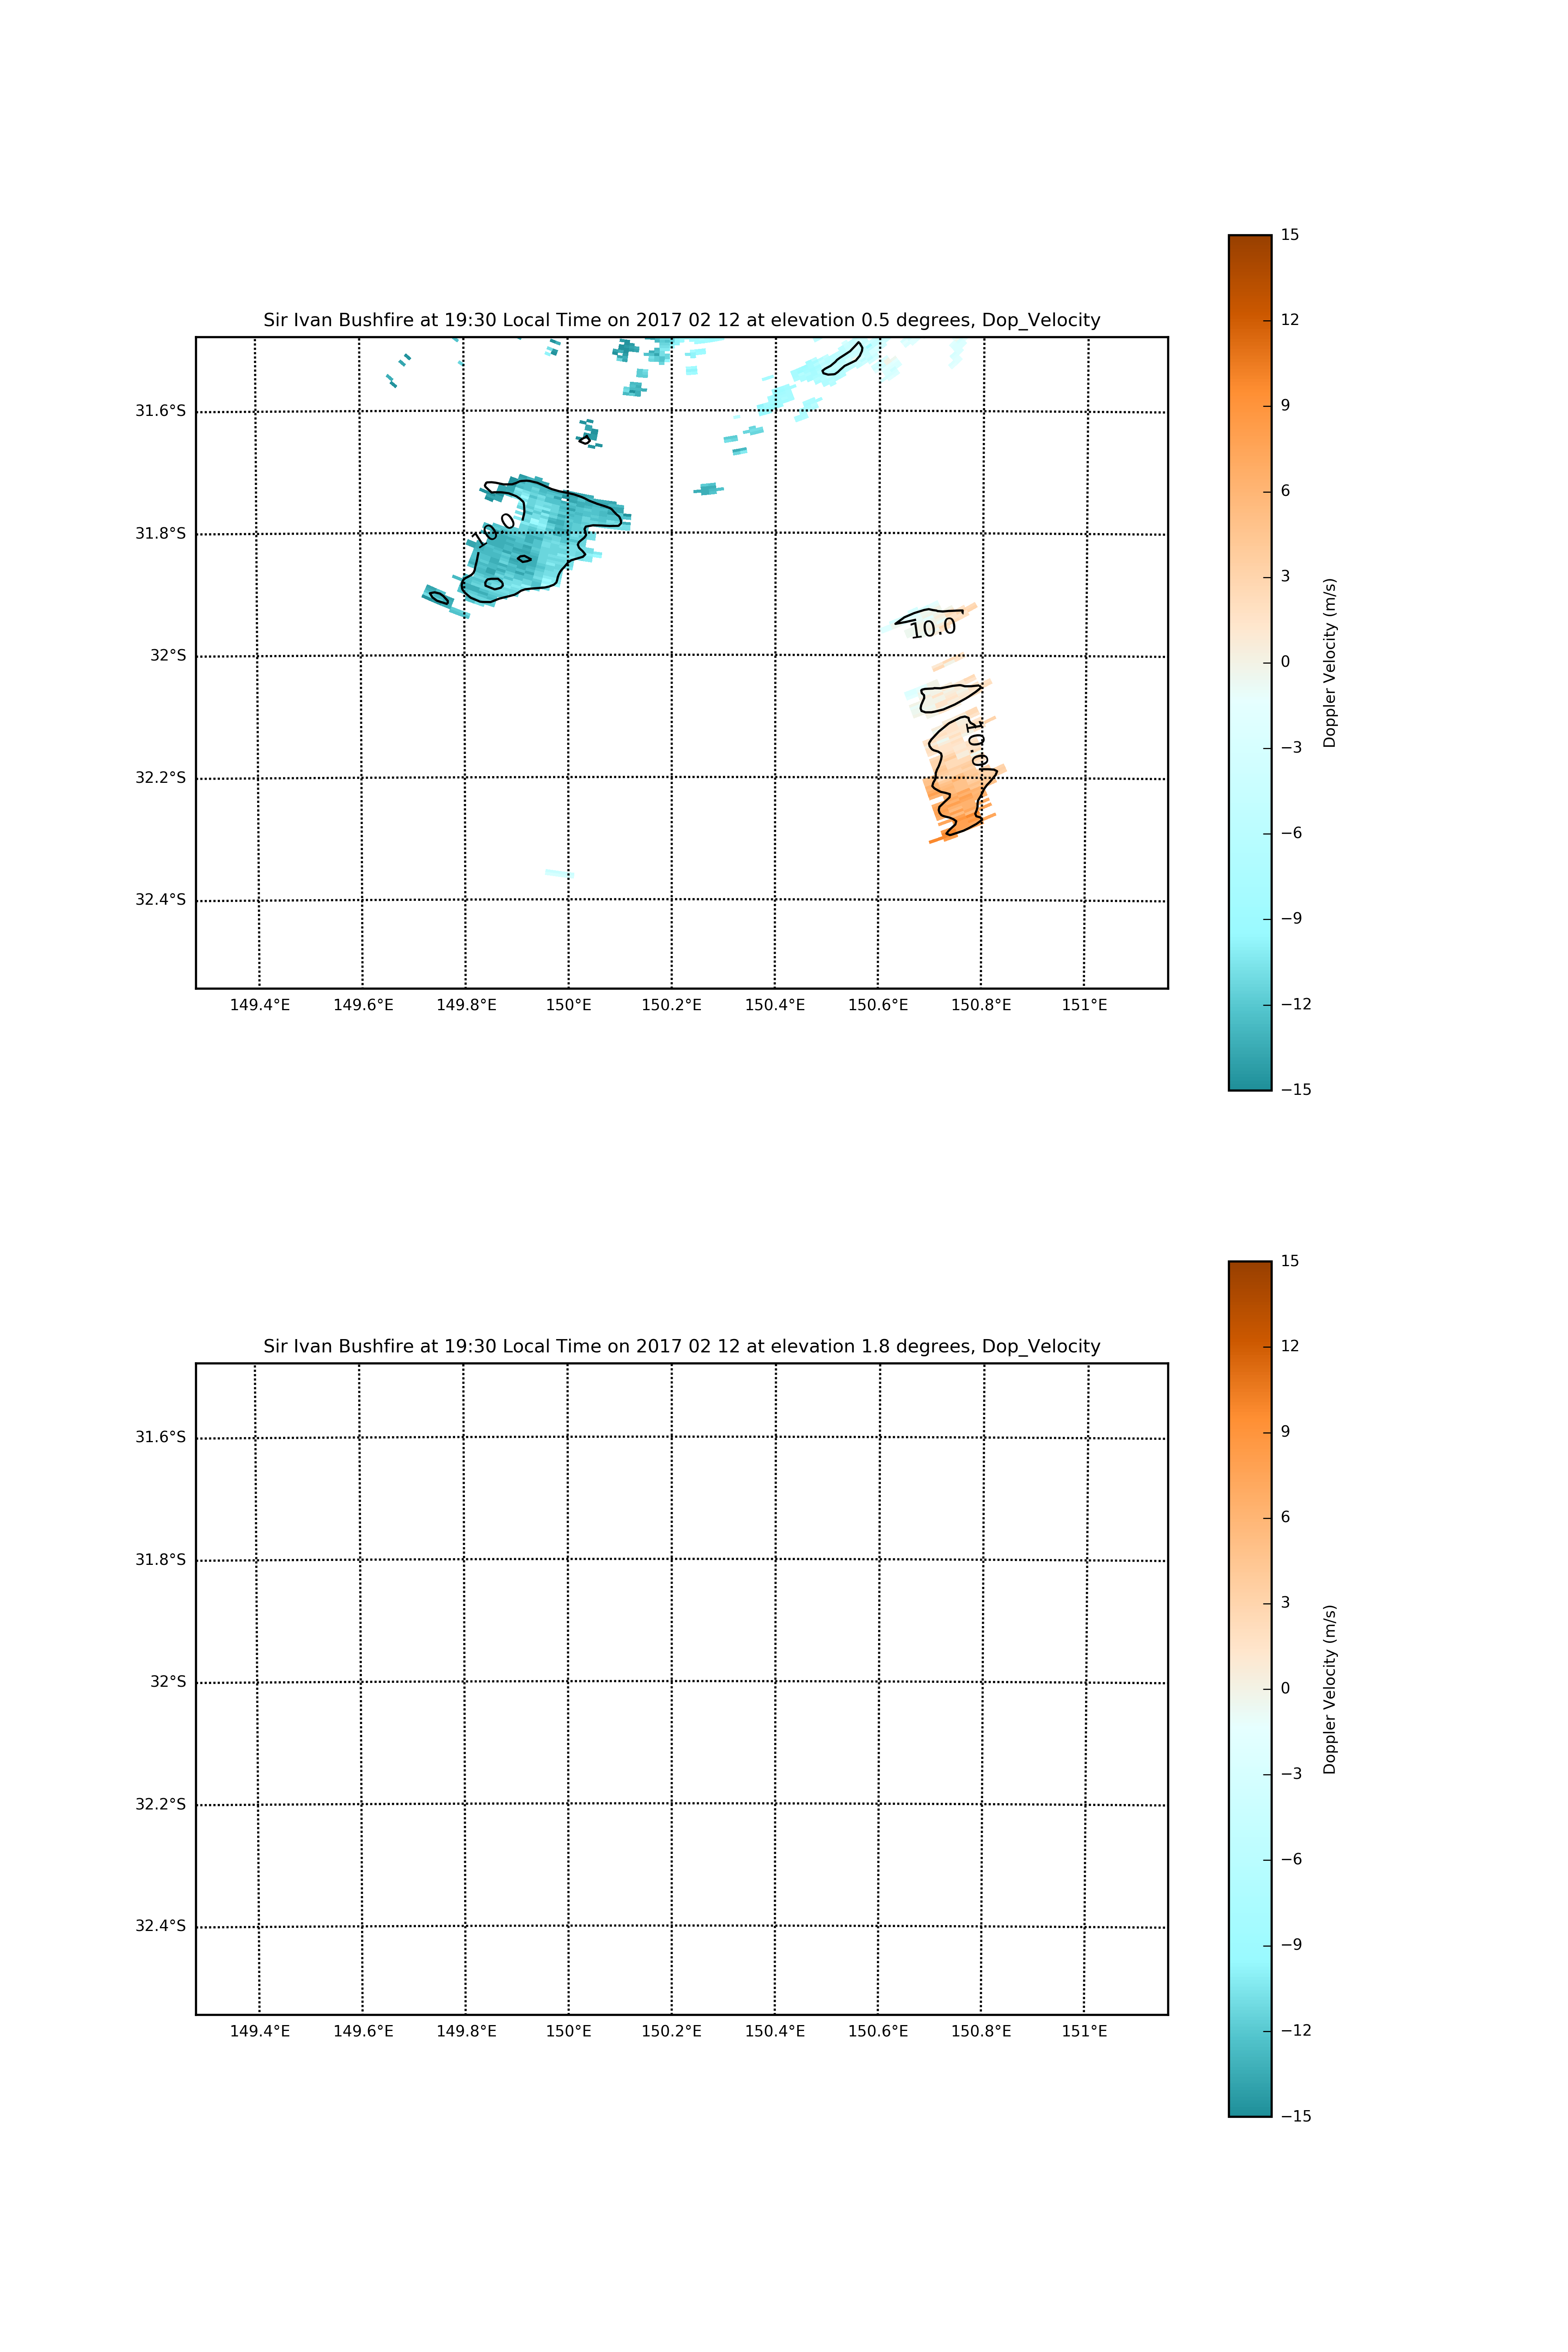 Sir Ivan Bushfire at 19:30 Local Time on 2017 02 12 at elevation 0.5 degrees, Dop_Velocity
31.6°S
31.8°S
32°S
32.2°S
32.4°S
149.4°E 149.6°E 149.8°E 150°E 150.2°E 150.4°E 150.6°E 150.8°E 151°E
10.0
10.0
10.0
15
12
9
6
3
0
−3
−6
−9
−12
−15
Doppler Velocity (m/s)
Sir Ivan Bushfire at 19:30 Local Time on 2017 02 12 at elevation 1.8 degrees, Dop_Velocity
31.6°S
31.8°S
32°S
32.2°S
32.4°S
149.4°E 149.6°E 149.8°E 150°E 150.2°E 150.4°E 150.6°E 150.8°E 151°E
15
12
9
6
3
0
−3
−6
−9
−12
−15
Doppler Velocity (m/s)